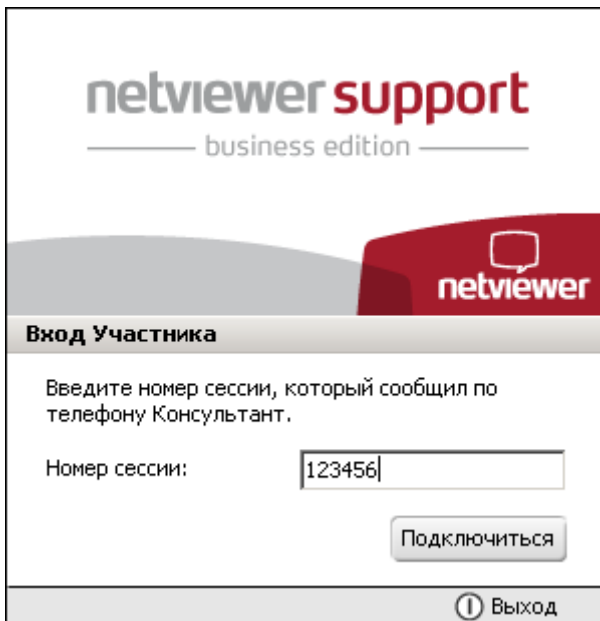 netviewer support
business edition
netviewer
Вход Участника
Введите номер сессии, который сообщил по
телефону Консультант.
Номер сессии: 123456
Подключиться
Выход